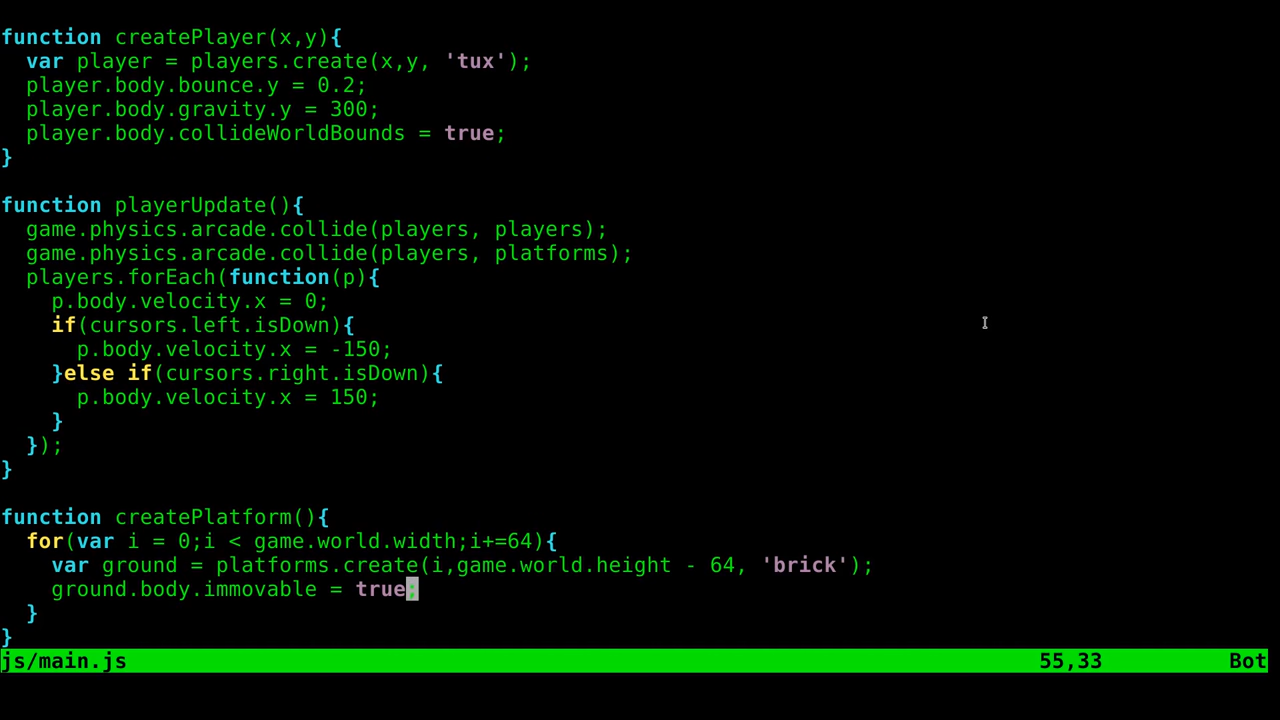 function createPlayer(x,y){
  var player = players.create(x,y, 'tux');
  player.body.bounce.y = 0.2;
  player.body.gravity.y = 300;
  player.body.collideWorldBounds = true;
}

function playerUpdate(){
  game.physics.arcade.collide(players, players);
  game.physics.arcade.collide(players, platforms);
  players.forEach(function(p){
    p.body.velocity.x = 0;
    if(cursors.left.isDown){
      p.body.velocity.x = -150;
    }else if(cursors.right.isDown){
      p.body.velocity.x = 150;
    }
  });
}

function createPlatform(){
  for(var i = 0;i < game.world.width;i+=64){
    var ground = platforms.create(i,game.world.height - 64, 'brick');
    ground.body.immovable = true;
  }
}
js/main.js 55,33 Bot